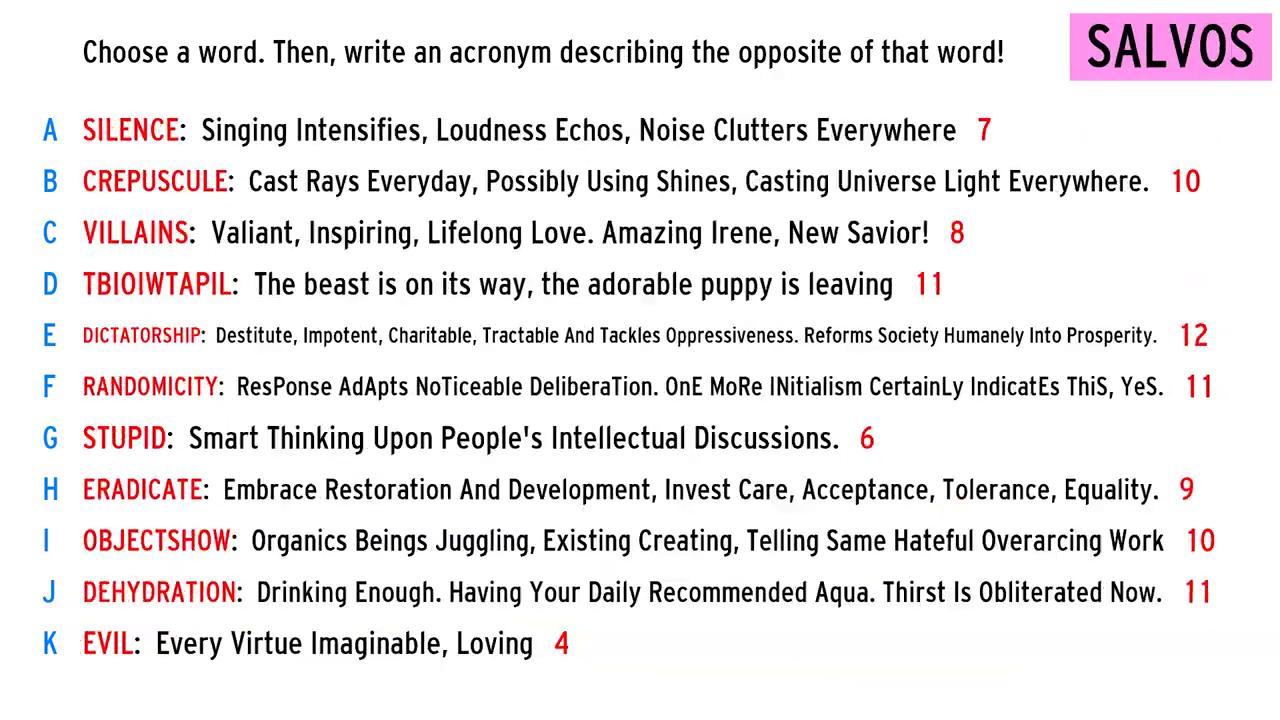 Choose a word. Then, write an acronym describing the opposite of that word!
SALVOS
A SILENCE: Singing Intensifies, Loudness Echos, Noise Clutters Everywhere 7
B CREPUSCULE: Cast Rays Everyday, Possibly Using Shines, Casting Universe Light Everywhere. 10
C VILLAINS: Valiant, Inspiring, Lifelong Love. Amazing Irene, New Savior! 8
D TBIOIWTAPIL: The beast is on its way, the adorable puppy is leaving 11
E DICTATORSHIP: Destitute, Impotent, Charitable, Tractable And Tackles Oppressiveness. Reforms Society Humanely Into Prosperity. 12
F RANDOMICITY: ResPonse AdApts NoTiceable DeliberaTion. OnE MoRe INitialism CertainLy IndicatEs ThiS, YeS. 11
G STUPID: Smart Thinking Upon People's Intellectual Discussions. 6
H ERADICATE: Embrace Restoration And Development, Invest Care, Acceptance, Tolerance, Equality. 9
I OBJECTSHOW: Organics Beings Juggling, Existing Creating, Telling Same Hateful Overarcing Work 10
J DEHYDRATION: Drinking Enough. Having Your Daily Recommended Aqua. Thirst Is Obliterated Now. 11
K EVIL: Every Virtue Imaginable, Loving 4